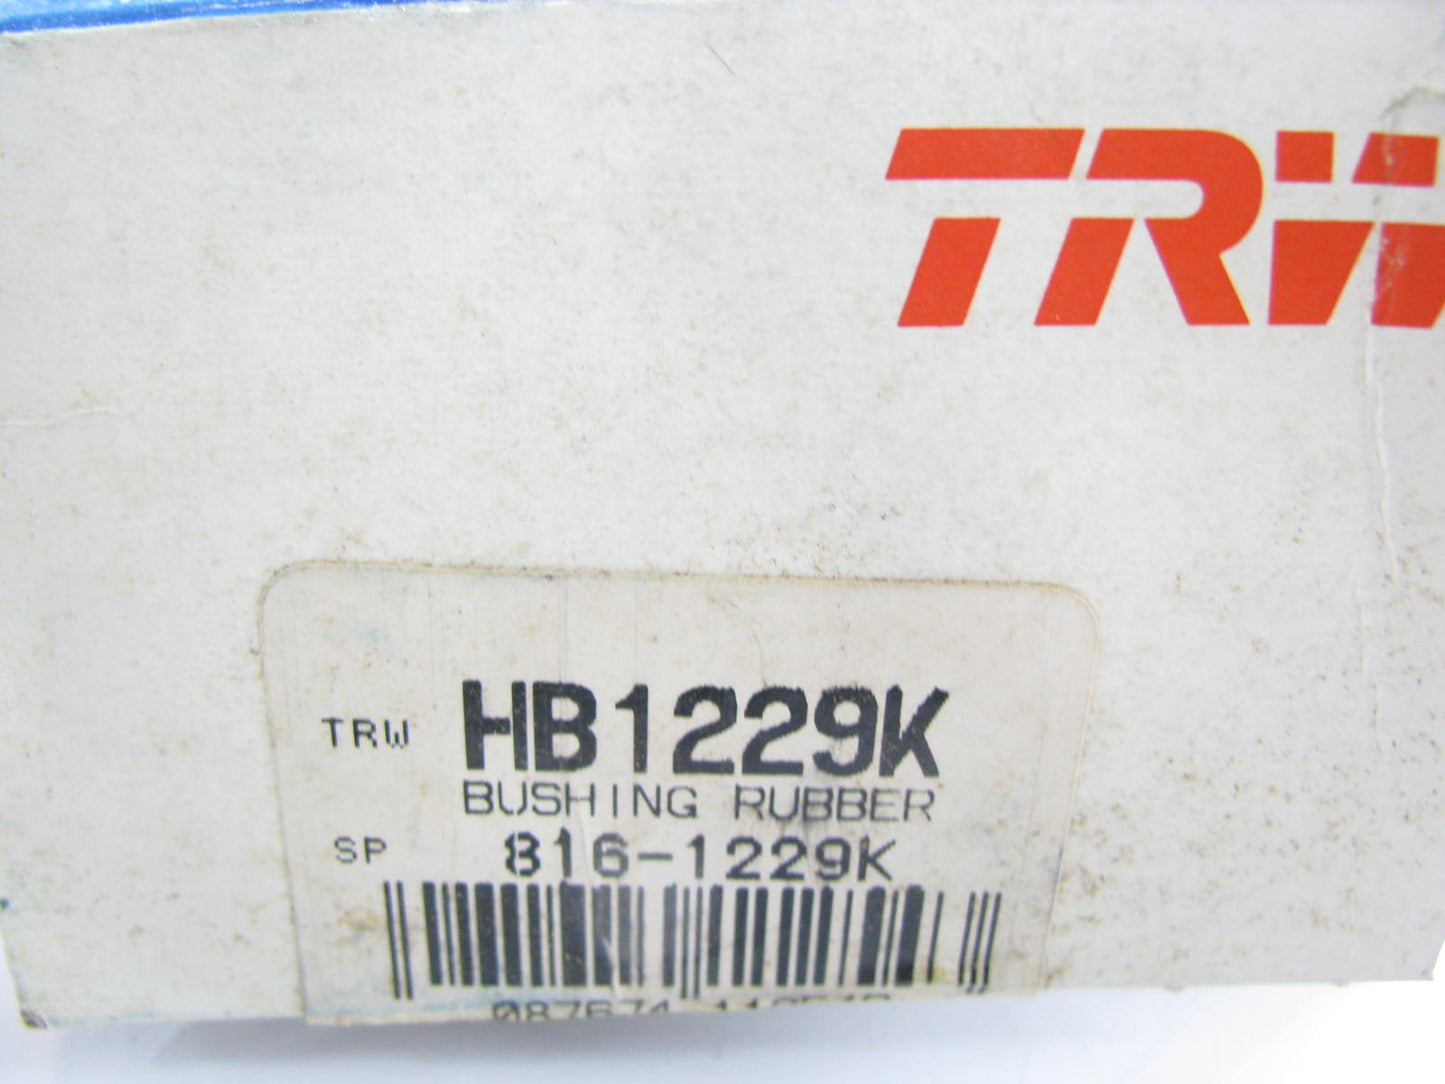 TRW
TRW HB1229K
BUSHING RUBBER
SP 816-1229K